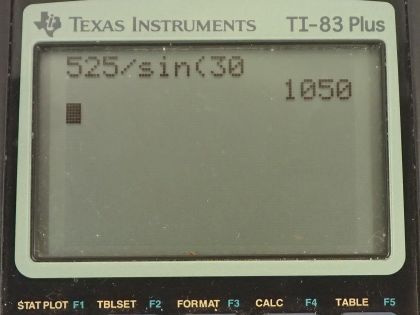 TEXAS INSTRUMENTS TI-83 Plus
525/sin(30
1050
STAT PLOT F1 TBLSET F2 FORMAT F3 CALC F4 TABLE F5